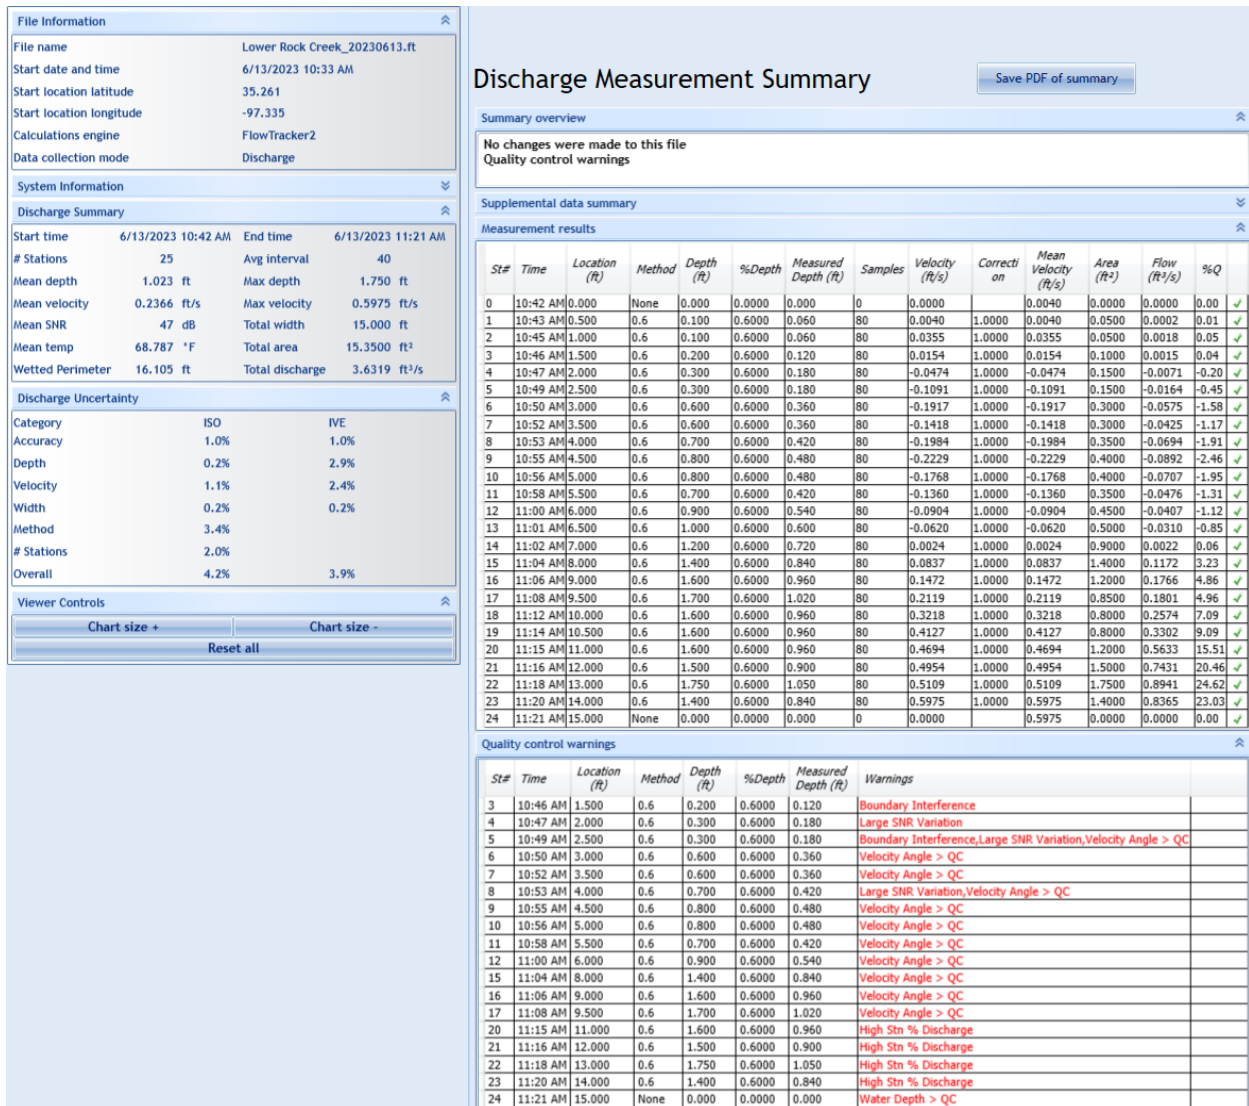 File Information
File name Lower Rock Creek_20230613.ft
Start date and time 6/13/2023 10:33 AM
Start location latitude 35.261
Start location longitude -97.335
Calculations engine FlowTracker2
Data collection mode Discharge
System Information
Discharge Summary
Start time 6/13/2023 10:42 AM End time 6/13/2023 11:21 AM
# Stations 25 Avg interval 40
Mean depth 1.023 ft Max depth 1.750 ft
Mean velocity 0.2366 ft/s Max velocity 0.5975 ft/s
Mean SNR 47 dB Total width 15.000 ft
Mean temp 68.787 °F Total area 15.3500 ft²
Wetted Perimeter 16.105 ft Total discharge 3.6319 ft³/s
Discharge Uncertainty
Category ISO IVE
Accuracy 1.0% 1.0%
Depth 0.2% 2.9%
Velocity 1.1% 2.4%
Width 0.2% 0.2%
Method 3.4%
# Stations 2.0%
Overall 4.2% 3.9%
Viewer Controls
Chart size + Chart size -
Reset all
Discharge Measurement Summary
Save PDF of summary
Summary overview
No changes were made to this file
Quality control warnings
Supplemental data summary
Measurement results
St# Time Location (ft) Method Depth (ft) %Depth Measured Depth (ft) Samples Velocity (ft/s) Correcti on Mean Velocity (ft/s) Area (ft²) Flow (ft³/s) %Q
0 10:42 AM 0.000 None 0.000 0.0000 0.000 0 0.0000 0.0040 0.0000 0.0000 0.00 ✓
1 10:43 AM 0.500 0.6 0.100 0.6000 0.060 80 0.0040 1.0000 0.0040 0.0500 0.0002 0.01 ✓
2 10:45 AM 1.000 0.6 0.100 0.6000 0.060 80 0.0355 1.0000 0.0355 0.0500 0.0018 0.05 ✓
3 10:46 AM 1.500 0.6 0.200 0.6000 0.120 80 0.0154 1.0000 0.0154 0.1000 0.0015 0.04 ✓
4 10:47 AM 2.000 0.6 0.300 0.6000 0.180 80 -0.0474 1.0000 -0.0474 0.1500 -0.0071 -0.20 ✓
5 10:49 AM 2.500 0.6 0.300 0.6000 0.180 80 -0.1091 1.0000 -0.1091 0.1500 -0.0164 -0.45 ✓
6 10:50 AM 3.000 0.6 0.600 0.6000 0.360 80 -0.1917 1.0000 -0.1917 0.3000 -0.0575 -1.58 ✓
7 10:52 AM 3.500 0.6 0.600 0.6000 0.360 80 -0.1418 1.0000 -0.1418 0.3000 -0.0425 -1.17 ✓
8 10:53 AM 4.000 0.6 0.700 0.6000 0.420 80 -0.1984 1.0000 -0.1984 0.3500 -0.0694 -1.91 ✓
9 10:55 AM 4.500 0.6 0.800 0.6000 0.480 80 -0.2229 1.0000 -0.2229 0.4000 -0.0892 -2.46 ✓
10 10:56 AM 5.000 0.6 0.800 0.6000 0.480 80 -0.1768 1.0000 -0.1768 0.4000 -0.0707 -1.95 ✓
11 10:58 AM 5.500 0.6 0.700 0.6000 0.420 80 -0.1360 1.0000 -0.1360 0.3500 -0.0476 -1.31 ✓
12 11:00 AM 6.000 0.6 0.900 0.6000 0.540 80 -0.0904 1.0000 -0.0904 0.4500 -0.0407 -1.12 ✓
13 11:01 AM 6.500 0.6 1.000 0.6000 0.600 80 -0.0620 1.0000 -0.0620 0.5000 -0.0310 -0.85 ✓
14 11:02 AM 7.000 0.6 1.200 0.6000 0.720 80 0.0024 1.0000 0.0024 0.9000 0.0022 0.06 ✓
15 11:04 AM 8.000 0.6 1.400 0.6000 0.840 80 0.0837 1.0000 0.0837 1.4000 0.1172 3.23 ✓
16 11:06 AM 9.000 0.6 1.600 0.6000 0.960 80 0.1472 1.0000 0.1472 1.2000 0.1766 4.86 ✓
17 11:08 AM 9.500 0.6 1.700 0.6000 1.020 80 0.2119 1.0000 0.2119 0.8500 0.1801 4.96 ✓
18 11:12 AM 10.000 0.6 1.600 0.6000 0.960 80 0.3218 1.0000 0.3218 0.8000 0.2574 7.09 ✓
19 11:14 AM 10.500 0.6 1.600 0.6000 0.960 80 0.4127 1.0000 0.4127 0.8000 0.3302 9.09 ✓
20 11:15 AM 11.000 0.6 1.600 0.6000 0.960 80 0.4694 1.0000 0.4694 1.2000 0.5633 15.51 ✓
21 11:16 AM 12.000 0.6 1.500 0.6000 0.900 80 0.4954 1.0000 0.4954 1.5000 0.7431 20.46 ✓
22 11:18 AM 13.000 0.6 1.750 0.6000 1.050 80 0.5109 1.0000 0.5109 1.7500 0.8941 24.62 ✓
23 11:20 AM 14.000 0.6 1.400 0.6000 0.840 80 0.5975 1.0000 0.5975 1.4000 0.8365 23.03 ✓
24 11:21 AM 15.000 None 0.000 0.0000 0.000 0 0.0000 0.5975 0.0000 0.0000 0.00 ✓
Quality control warnings
St# Time Location (ft) Method Depth (ft) %Depth Measured Depth (ft) Warnings
3 10:46 AM 1.500 0.6 0.200 0.6000 0.120 Boundary Interference
4 10:47 AM 2.000 0.6 0.300 0.6000 0.180 Large SNR Variation
5 10:49 AM 2.500 0.6 0.300 0.6000 0.180 Boundary Interference,Large SNR Variation,Velocity Angle > QC
6 10:50 AM 3.000 0.6 0.600 0.6000 0.360 Velocity Angle > QC
7 10:52 AM 3.500 0.6 0.600 0.6000 0.360 Velocity Angle > QC
8 10:53 AM 4.000 0.6 0.700 0.6000 0.420 Large SNR Variation,Velocity Angle > QC
9 10:55 AM 4.500 0.6 0.800 0.6000 0.480 Velocity Angle > QC
10 10:56 AM 5.000 0.6 0.800 0.6000 0.480 Velocity Angle > QC
11 10:58 AM 5.500 0.6 0.700 0.6000 0.420 Velocity Angle > QC
12 11:00 AM 6.000 0.6 0.900 0.6000 0.540 Velocity Angle > QC
15 11:04 AM 8.000 0.6 1.400 0.6000 0.840 Velocity Angle > QC
16 11:06 AM 9.000 0.6 1.600 0.6000 0.960 Velocity Angle > QC
17 11:08 AM 9.500 0.6 1.700 0.6000 1.020 Velocity Angle > QC
20 11:15 AM 11.000 0.6 1.600 0.6000 0.960 High Stn % Discharge
21 11:16 AM 12.000 0.6 1.500 0.6000 0.900 High Stn % Discharge
22 11:18 AM 13.000 0.6 1.750 0.6000 1.050 High Stn % Discharge
23 11:20 AM 14.000 0.6 1.400 0.6000 0.840 High Stn % Discharge
24 11:21 AM 15.000 None 0.000 0.0000 0.000 Water Depth > QC